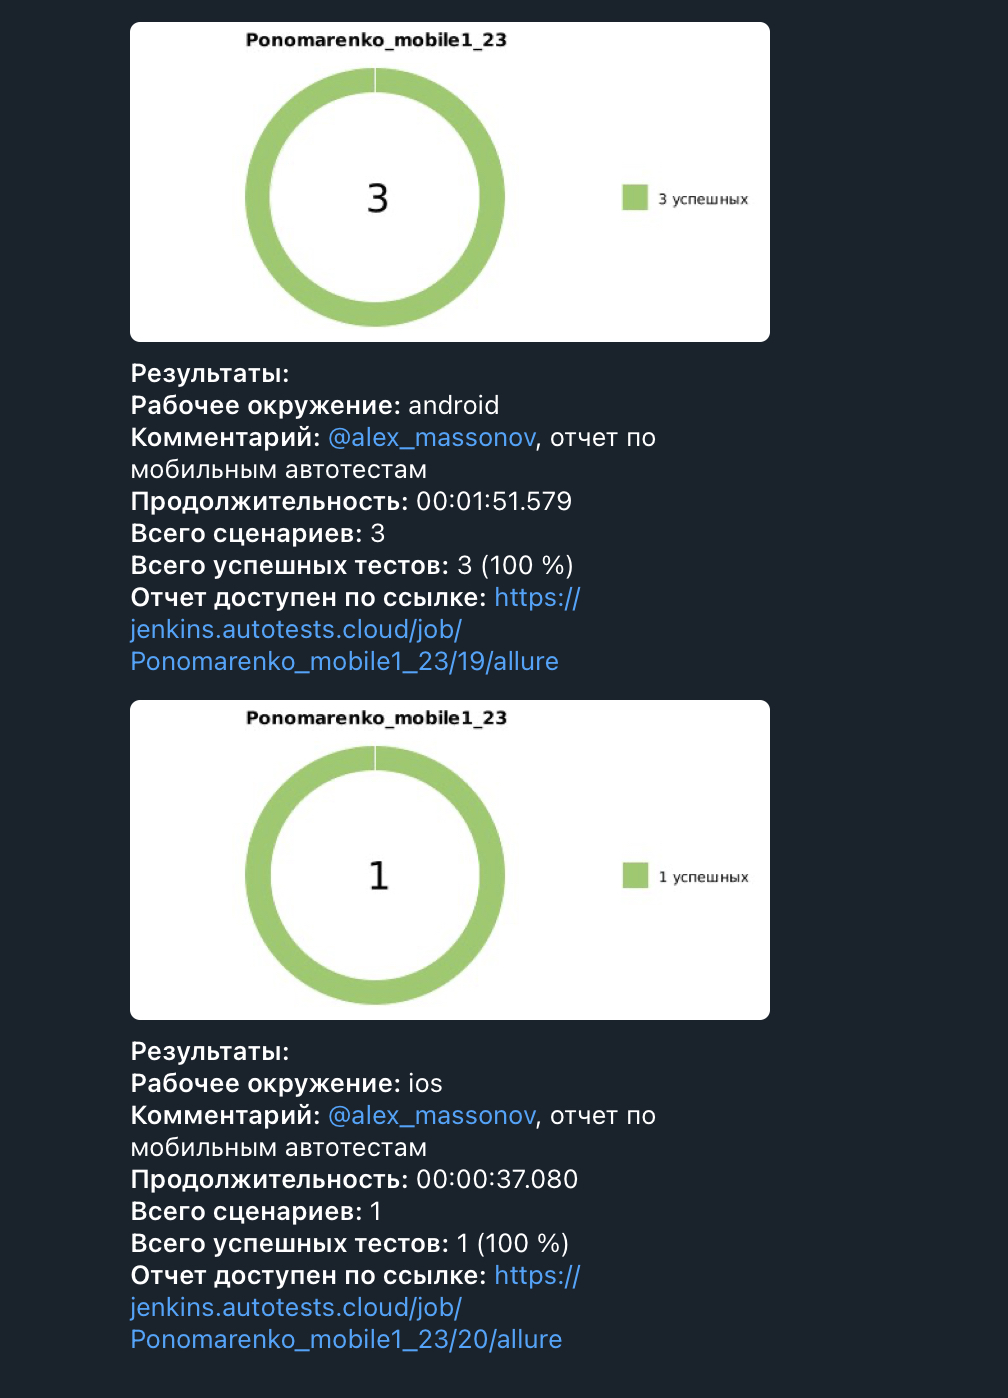 Ponomarenko_mobile1_23
3
3 успешных
Результаты:
Рабочее окружение: android
Комментарий: @alex_massonov, отчет по
мобильным автотестам
Продолжительность: 00:01:51.579
Всего сценариев: 3
Всего успешных тестов: 3 (100 %)
Отчет доступен по ссылке: https://
jenkins.autotests.cloud/job/
Ponomarenko_mobile1_23/19/allure
Ponomarenko_mobile1_23
1
1 успешных
Результаты:
Рабочее окружение: ios
Комментарий: @alex_massonov, отчет по
мобильным автотестам
Продолжительность: 00:00:37.080
Всего сценариев: 1
Всего успешных тестов: 1 (100 %)
Отчет доступен по ссылке: https://
jenkins.autotests.cloud/job/
Ponomarenko_mobile1_23/20/allure